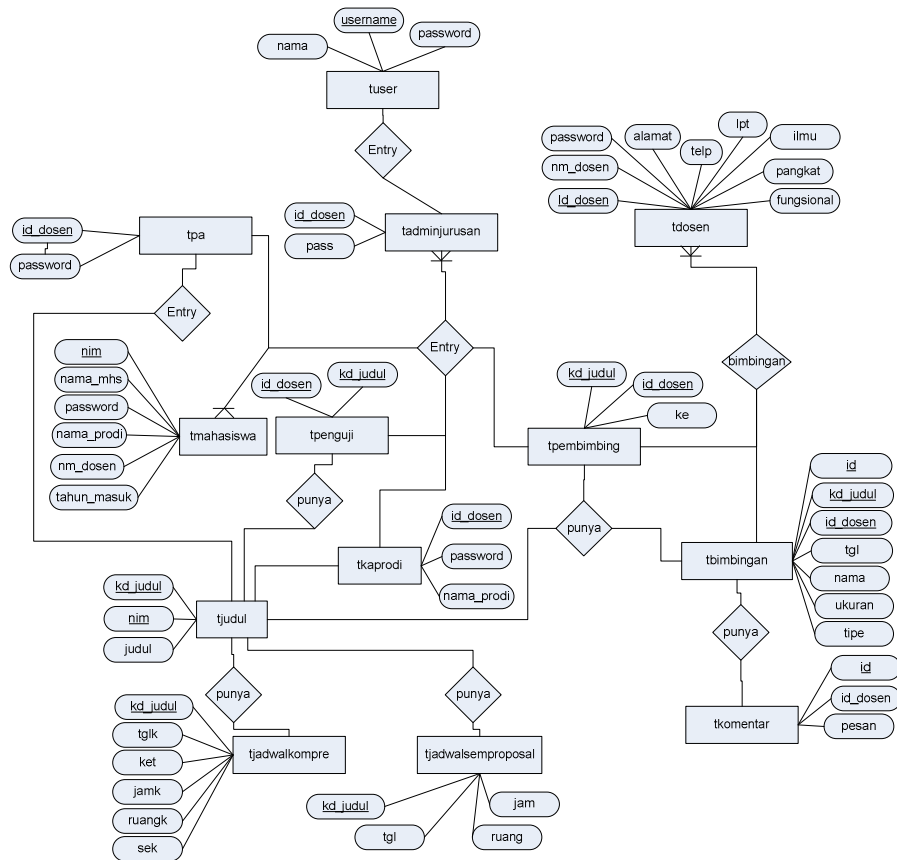 username
nama
password
tuser
Entry
lpt
password
alamat
ilmu
telp
nm_dosen
pangkat
Id_dosen
fungsional
tdosen
id_dosen
pass
tadminjurusan
id_dosen
password
tpa
Entry
Entry
bimbingan
nim
nama_mhs
password
nama_prodi
nm_dosen
tahun_masuk
tmahasiswa
id_dosen
kd_judul
tpenguji
punya
kd_judul
id_dosen
ke
tpembimbing
punya
id_dosen
password
nama_prodi
tkaprodi
id
kd_judul
id_dosen
tgl
nama
ukuran
tipe
tbimbingan
punya
kd_judul
nim
judul
tjudul
punya
punya
id
id_dosen
pesan
tkomentar
kd_judul
tglk
ket
jamk
ruangk
sek
tjadwalkompre
tjadwalsemproposal
kd_judul
jam
tgl
ruang